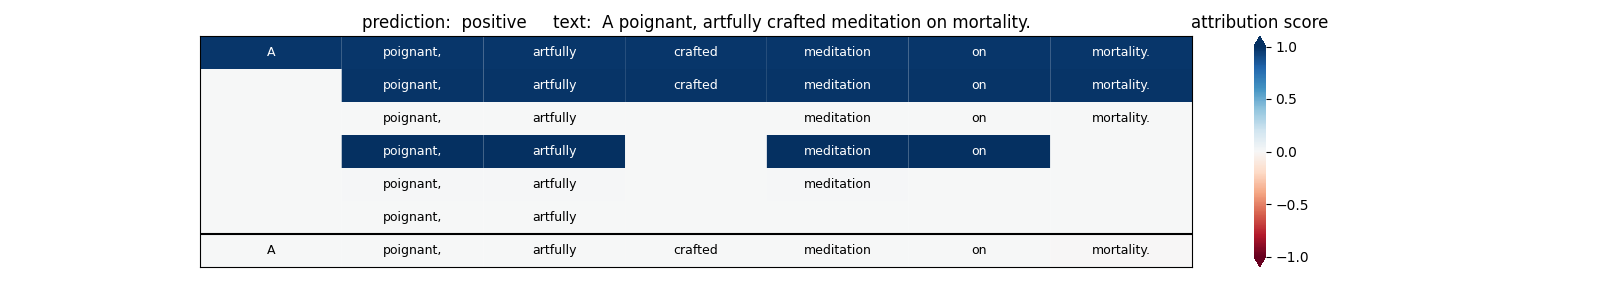 prediction:  positive     text:  A poignant, artfully crafted meditation on mortality.
attribution score
A poignant, artfully crafted meditation on mortality.
poignant, artfully crafted meditation on mortality.
poignant, artfully meditation on mortality.
poignant, artfully meditation on
poignant, artfully meditation
poignant, artfully
A poignant, artfully crafted meditation on mortality.
1.0
0.5
0.0
−0.5
−1.0